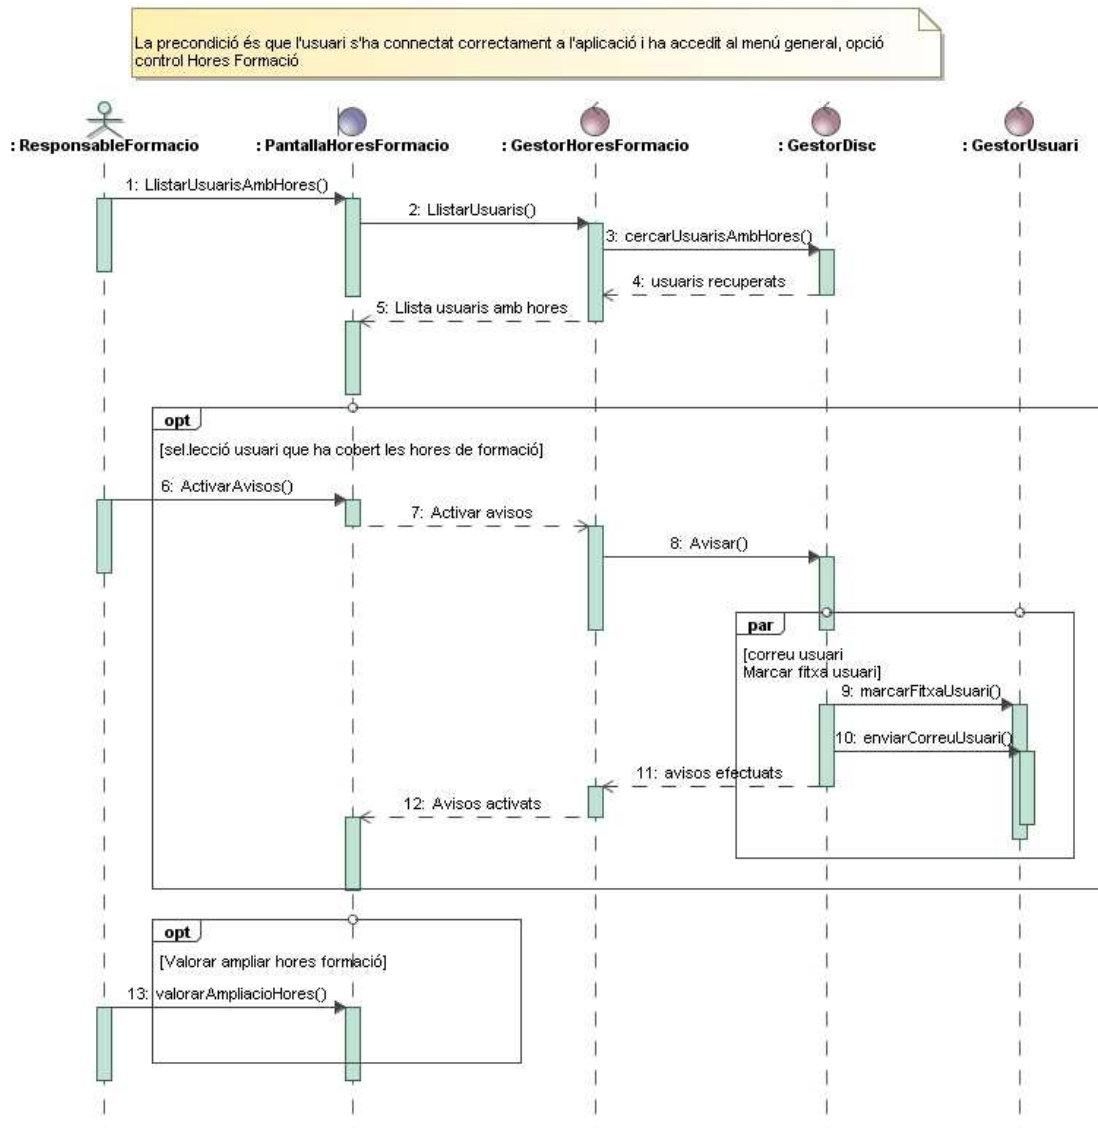 La precondició és que l'usuari s'ha connectat correctament a l'aplicació i ha accedit al menú general, opció
control Hores Formació
: ResponsableFormacio
: PantallaHoresFormacio
: GestorHoresFormacio
: GestorDisc
: GestorUsuari
1: LlistarUsuarisAmbHores()
2: LlistarUsuaris()
3: cercarUsuarisAmbHores()
4: usuaris recuperats
5: Llista usuaris amb hores
opt
[sel.lecció usuari que ha cobert les hores de formació]
6: ActivarAvisos()
7: Activar avisos
8: Avisar()
par
[correu usuari
Marcar fitxa usuari]
9: marcarFitxaUsuari()
10: enviarCorreuUsuari()
11: avisos efectuats
12: Avisos activats
opt
[Valorar ampliar hores formació]
13: valorarAmpliacioHores()